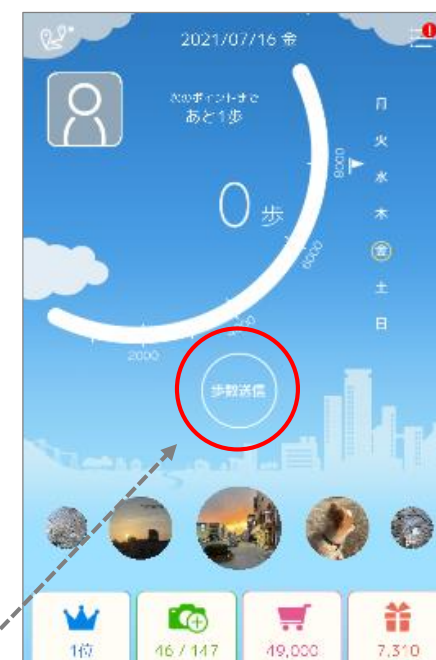 2021/07/16 金
次のポイントまで
あと1歩
0 歩
8000
6000
2000
月
火
水
木
金
土
日
歩数送信
1位
46 / 147
49,000
7,310